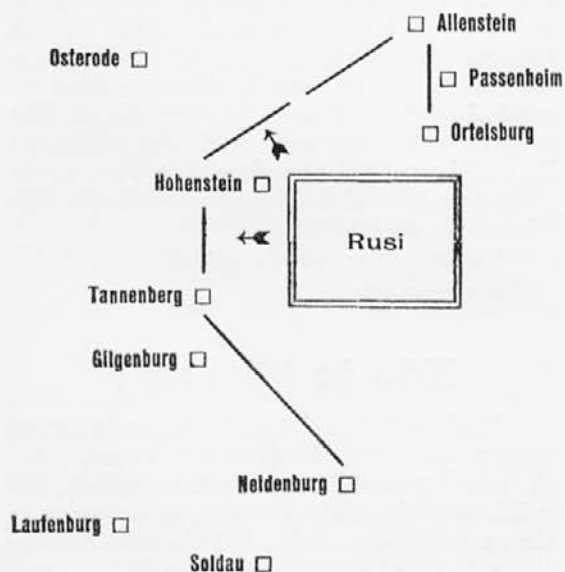 Allenstein
Osterode
Passenheim
Ortelsburg
Hohenstein
Rusi
Tannenberg
Gilgenburg
Neidenburg
Laufenburg
Soldau